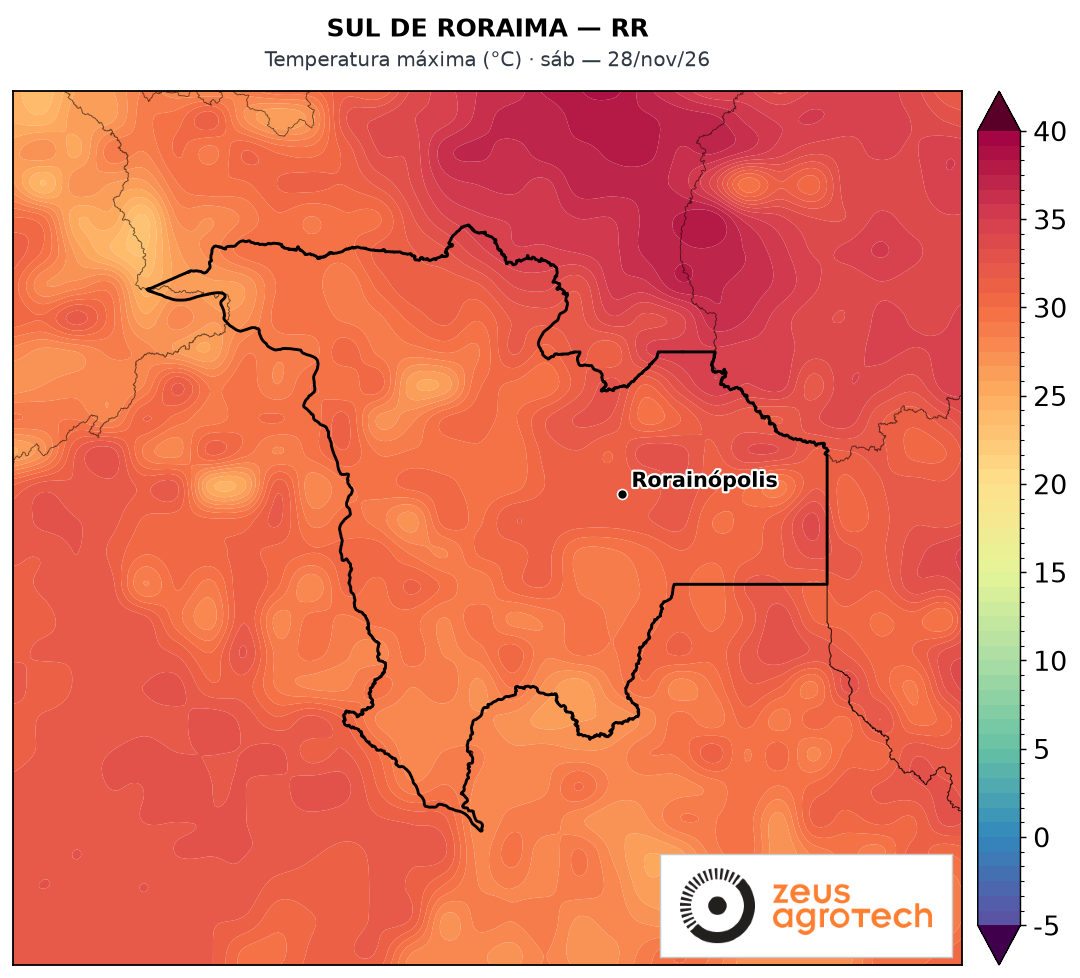 SUL DE RORAIMA — RR
Temperatura máxima (°C) · sáb — 28/nov/26
40
35
30
25
20
15
10
5
0
-5
Rorainópolis
zeus
agrotech